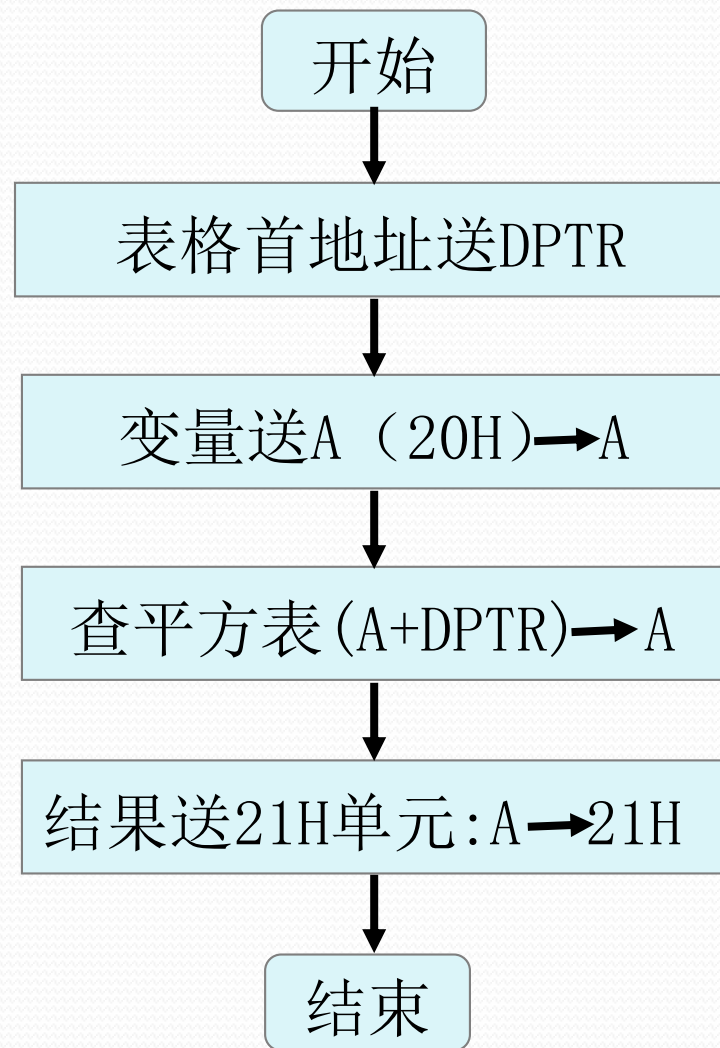 开始
表格首地址送DPTR
变量送A（20H）→A
查平方表(A+DPTR)→A
结果送21H单元:A→21H
结束